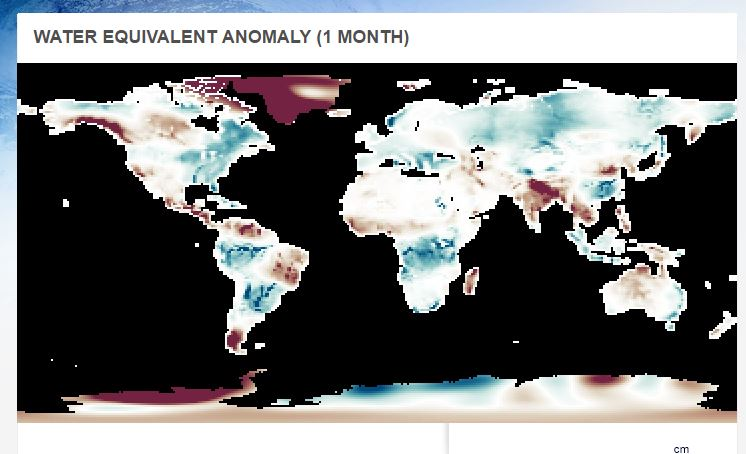 WATER EQUIVALENT ANOMALY (1 MONTH)
cm